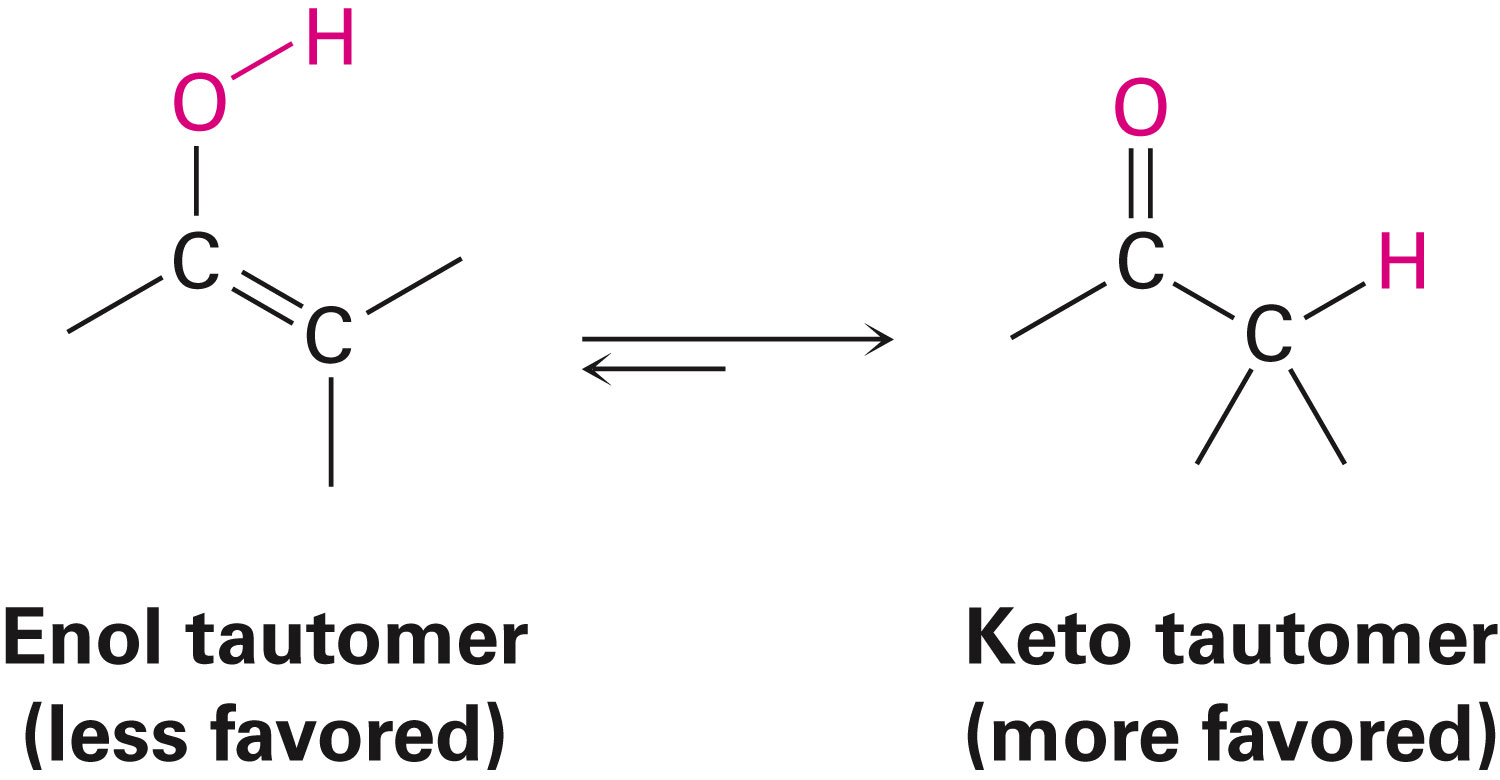 H
O
O
C
C
H
C
C
Enol tautomer
(less favored)
Keto tautomer
(more favored)